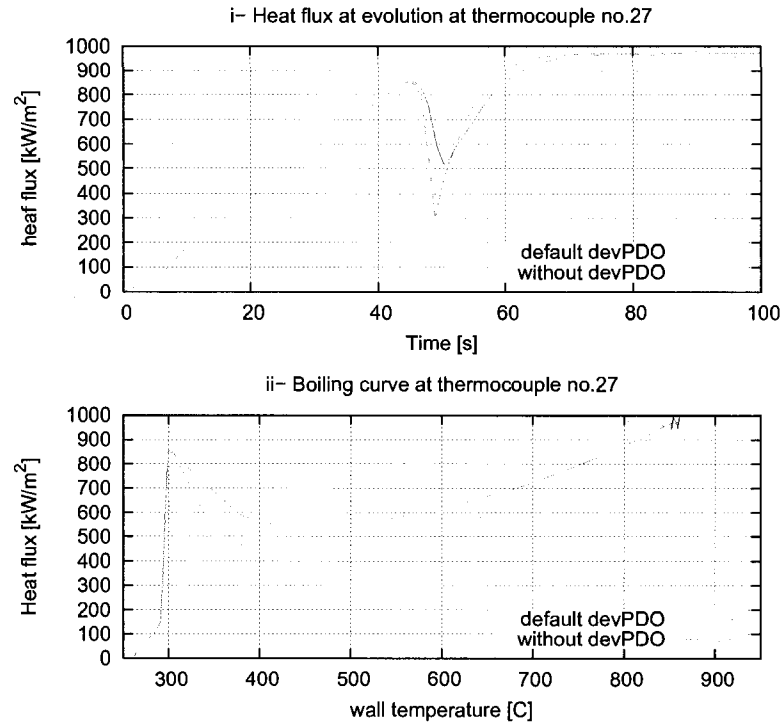 i− Heat flux at evolution at thermocouple no.27
1000
900
800
700
600
500
400
300
200
100
0
heaf flux [kW/m²]
default devPDO
without devPDO
0 20 40 60 80 100
Time [s]
ii− Boiling curve at thermocouple no.27
1000
900
800
700
600
500
400
300
200
100
0
Heat flux [kW/m²]
default devPDO
without devPDO
300 400 500 600 700 800 900
wall temperature [C]